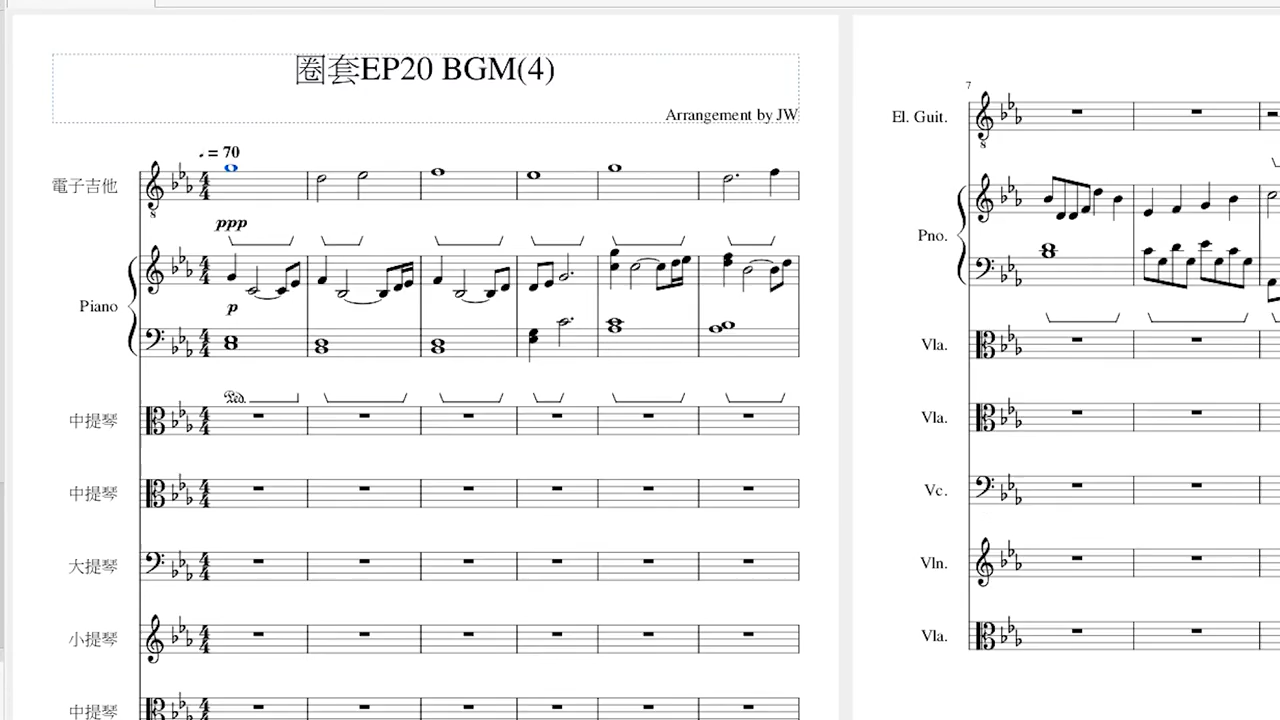 圈套EP20 BGM(4)
Arrangement by JW
= 70
電子吉他
ppp
Piano
p
中提琴
中提琴
大提琴
小提琴
中提琴
7
El. Guit.
Pno.
Vla.
Vla.
Vc.
Vln.
Vla.